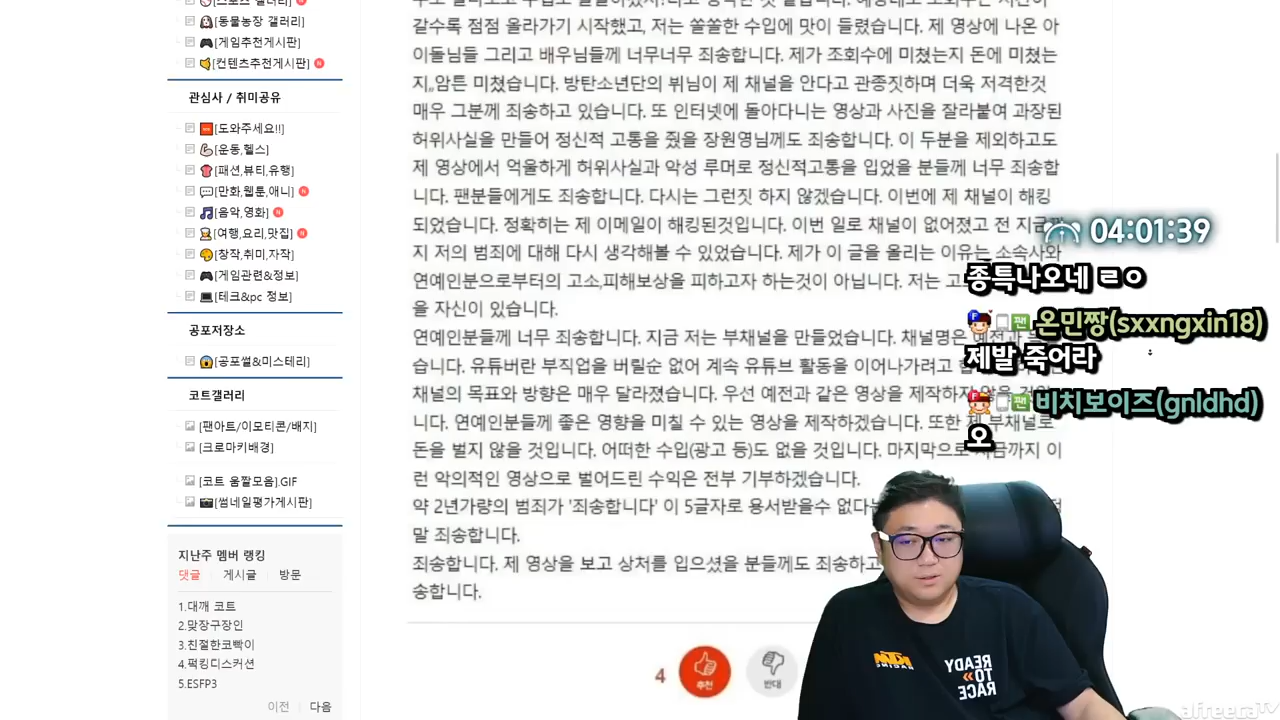 [동물농장 갤러리]
[게임추천게시판]
[컨텐츠추천게시판]
관심사 / 취미공유
[도와주세요!!]
[운동,헬스]
[패션,뷰티,유행]
[만화,웹툰,애니]
[음악,영화]
[여행,요리,맛집]
[창작,취미,자작]
[게임관련&정보]
[테크&pc 정보]
공포저장소
[공포썰&미스테리]
코트갤러리
[팬아트/이모티콘/배지]
[크로마키배경]
[코트 움짤모음].GIF
[썸네일평가게시판]
지난주 멤버 랭킹
댓글 게시글 방문
1.대깨 코트
2.맞장구장인
3.친절한코빡이
4.퍽킹디스커션
5.ESFP3
이전 다음
갈수록 점점 올라가기 시작했고, 저는 쏠쏠한 수입에 맛이 들렸습니다. 제 영상에 나온 아
이돌님들 그리고 배우님들께 너무너무 죄송합니다. 제가 조회수에 미쳤는지 돈에 미쳤는
지,,암튼 미쳤습니다. 방탄소년단의 뷔님이 제 채널을 안다고 관종짓하며 더욱 저격한것
매우 그분께 죄송하고 있습니다. 또 인터넷에 돌아다니는 영상과 사진을 잘라붙여 과장된
허위사실을 만들어 정신적 고통을 줬을 장원영님께도 죄송합니다. 이 두분을 제외하고도
제 영상에서 억울하게 허위사실과 악성 루머로 정신적고통을 입었을 분들께 너무 죄송합
니다. 팬분들에게도 죄송합니다. 다시는 그런짓 하지 않겠습니다. 이번에 제 채널이 해킹
되었습니다. 정확히는 제 이메일이 해킹된것입니다. 이번 일로 채널이 없어졌고 전 지금
지 저의 범죄에 대해 다시 생각해볼 수 있었습니다. 제가 이 글을 올리는 이유는 소속사와
연예인분으로부터의 고소,피해보상을 피하고자 하는것이 아닙니다. 저는
을 자신이 있습니다.
연예인분들께 너무 죄송합니다. 지금 저는 부채널을 만들었습니다. 채널명은
습니다. 유튜버란 부직업을 버릴순 없어 계속 유튜브 활동을 이어나가려고
채널의 목표와 방향은 매우 달라졌습니다. 우선 예전과 같은 영상을 제작하지
니다. 연예인분들께 좋은 영향을 미칠 수 있는 영상을 제작하겠습니다. 또한 제 부채널로
돈을 벌지 않을 것입니다. 어떠한 수입(광고 등)도 없을 것입니다. 마지막으로 지금까지 이
런 악의적인 영상으로 벌어드린 수익은 전부 기부하겠습니다.
약 2년가량의 범죄가 '죄송합니다' 이 5글자로 용서받을수 없다는
말 죄송합니다.
죄송합니다. 제 영상을 보고 상처를 입으셨을 분들께도 죄송하고
송합니다.
4 추천 반대
04:01:39
종특나오네 ㄹㅇ
팬 온민짱(sxxngxin18)
제발 죽어라
팬 비치보이즈(gnldhd)
오
KTM
RACING
READY
TO
RACE
afreecaTV